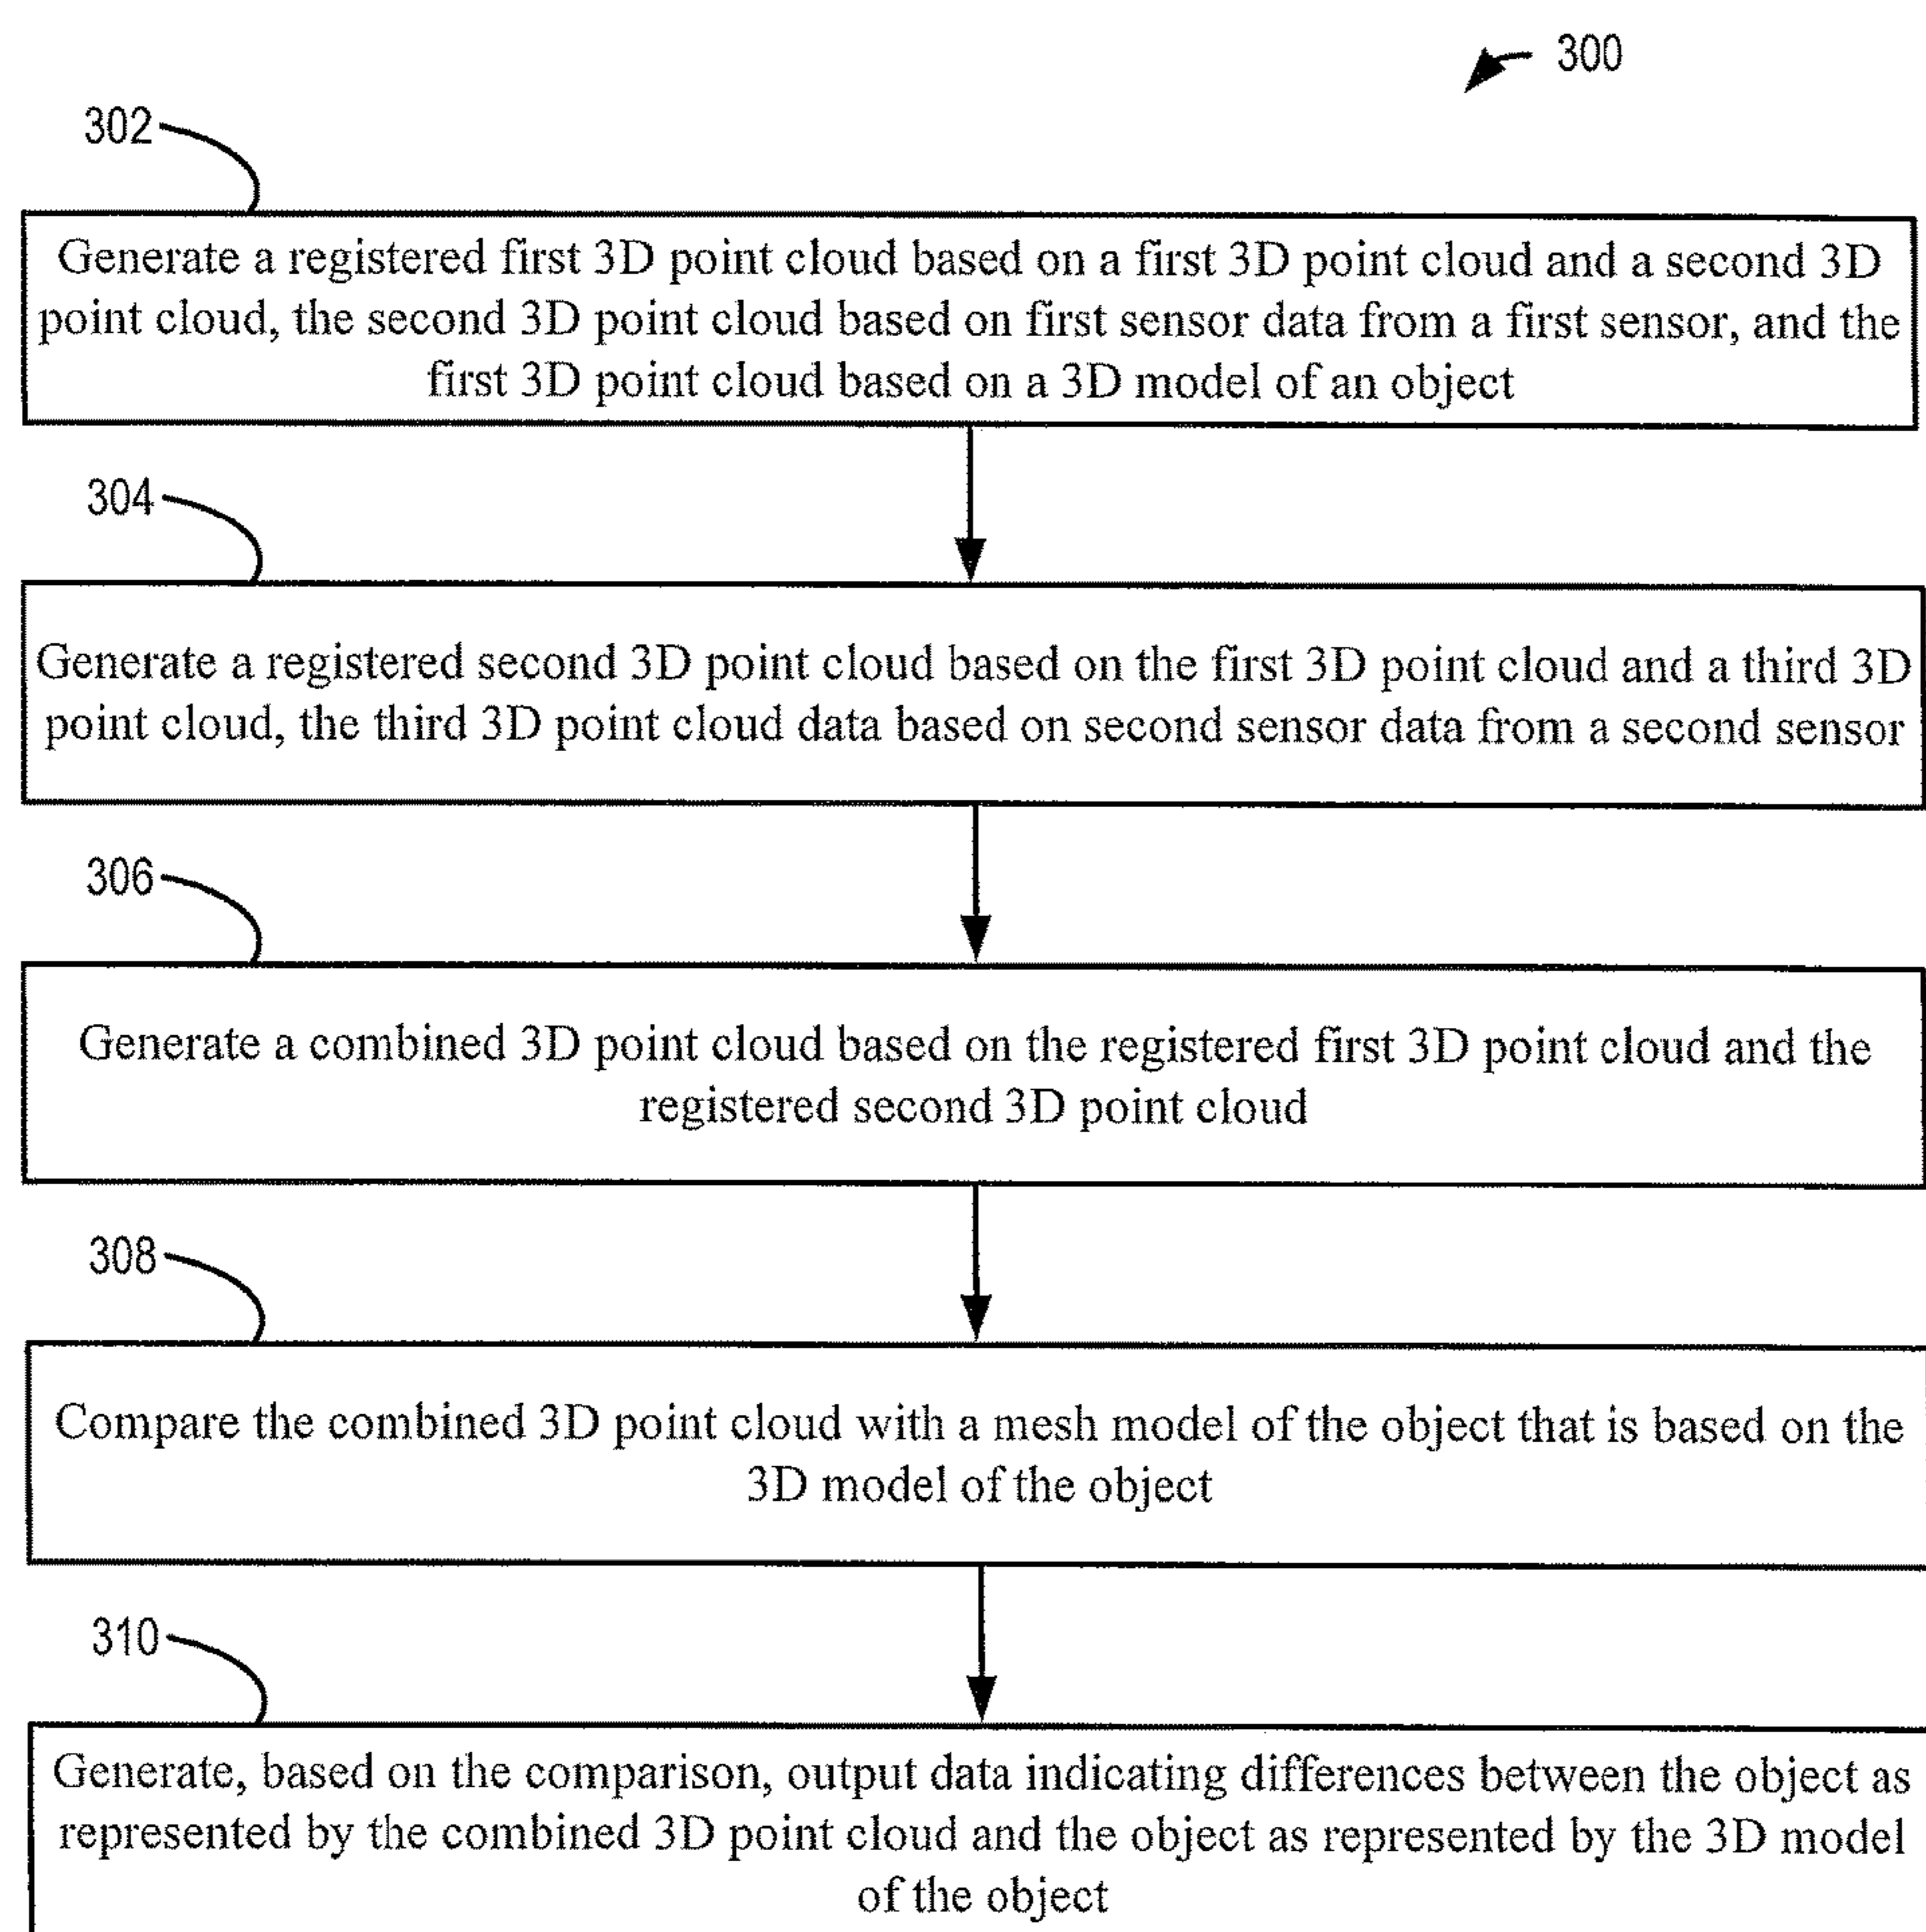 300
302
Generate a registered first 3D point cloud based on a first 3D point cloud and a second 3D
point cloud, the second 3D point cloud based on first sensor data from a first sensor, and the
first 3D point cloud based on a 3D model of an object
304
Generate a registered second 3D point cloud based on the first 3D point cloud and a third 3D
point cloud, the third 3D point cloud data based on second sensor data from a second sensor
306
Generate a combined 3D point cloud based on the registered first 3D point cloud and the
registered second 3D point cloud
308
Compare the combined 3D point cloud with a mesh model of the object that is based on the
3D model of the object
310
Generate, based on the comparison, output data indicating differences between the object as
represented by the combined 3D point cloud and the object as represented by the 3D model
of the object